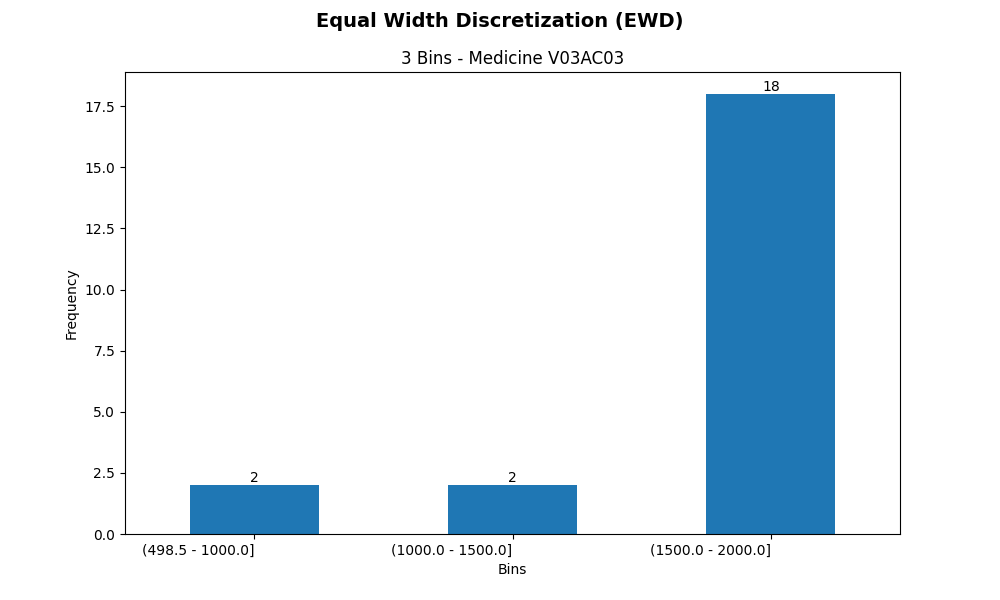 Equal Width Discretization (EWD)
3 Bins - Medicine V03AC03
18
17.5
15.0
12.5
10.0
7.5
5.0
2.5
0.0
Frequency
2
2
(498.5 - 1000.0]
(1000.0 - 1500.0]
(1500.0 - 2000.0]
Bins